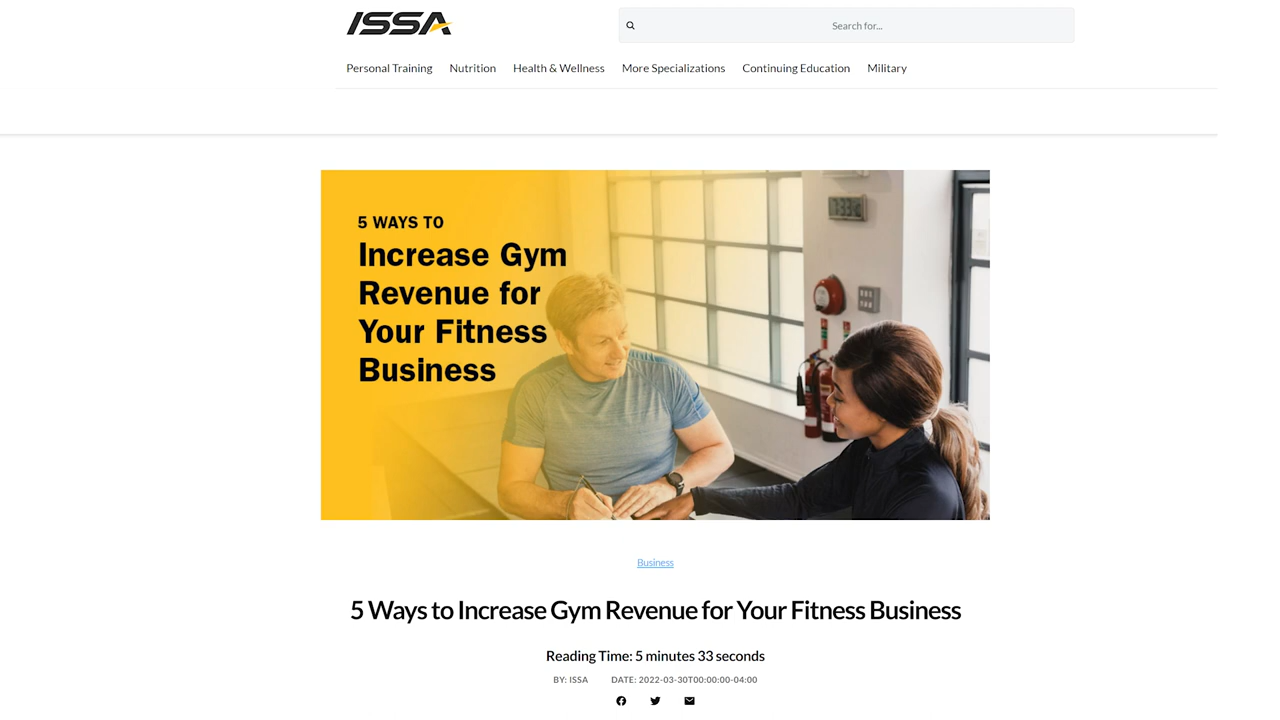 ISSA
Search for...
Personal Training Nutrition Health & Wellness More Specializations Continuing Education Military
5 WAYS TO
Increase Gym
Revenue for
Your Fitness
Business
Business
5 Ways to Increase Gym Revenue for Your Fitness Business
Reading Time: 5 minutes 33 seconds
BY: ISSA DATE: 2022-03-30T00:00:00-04:00